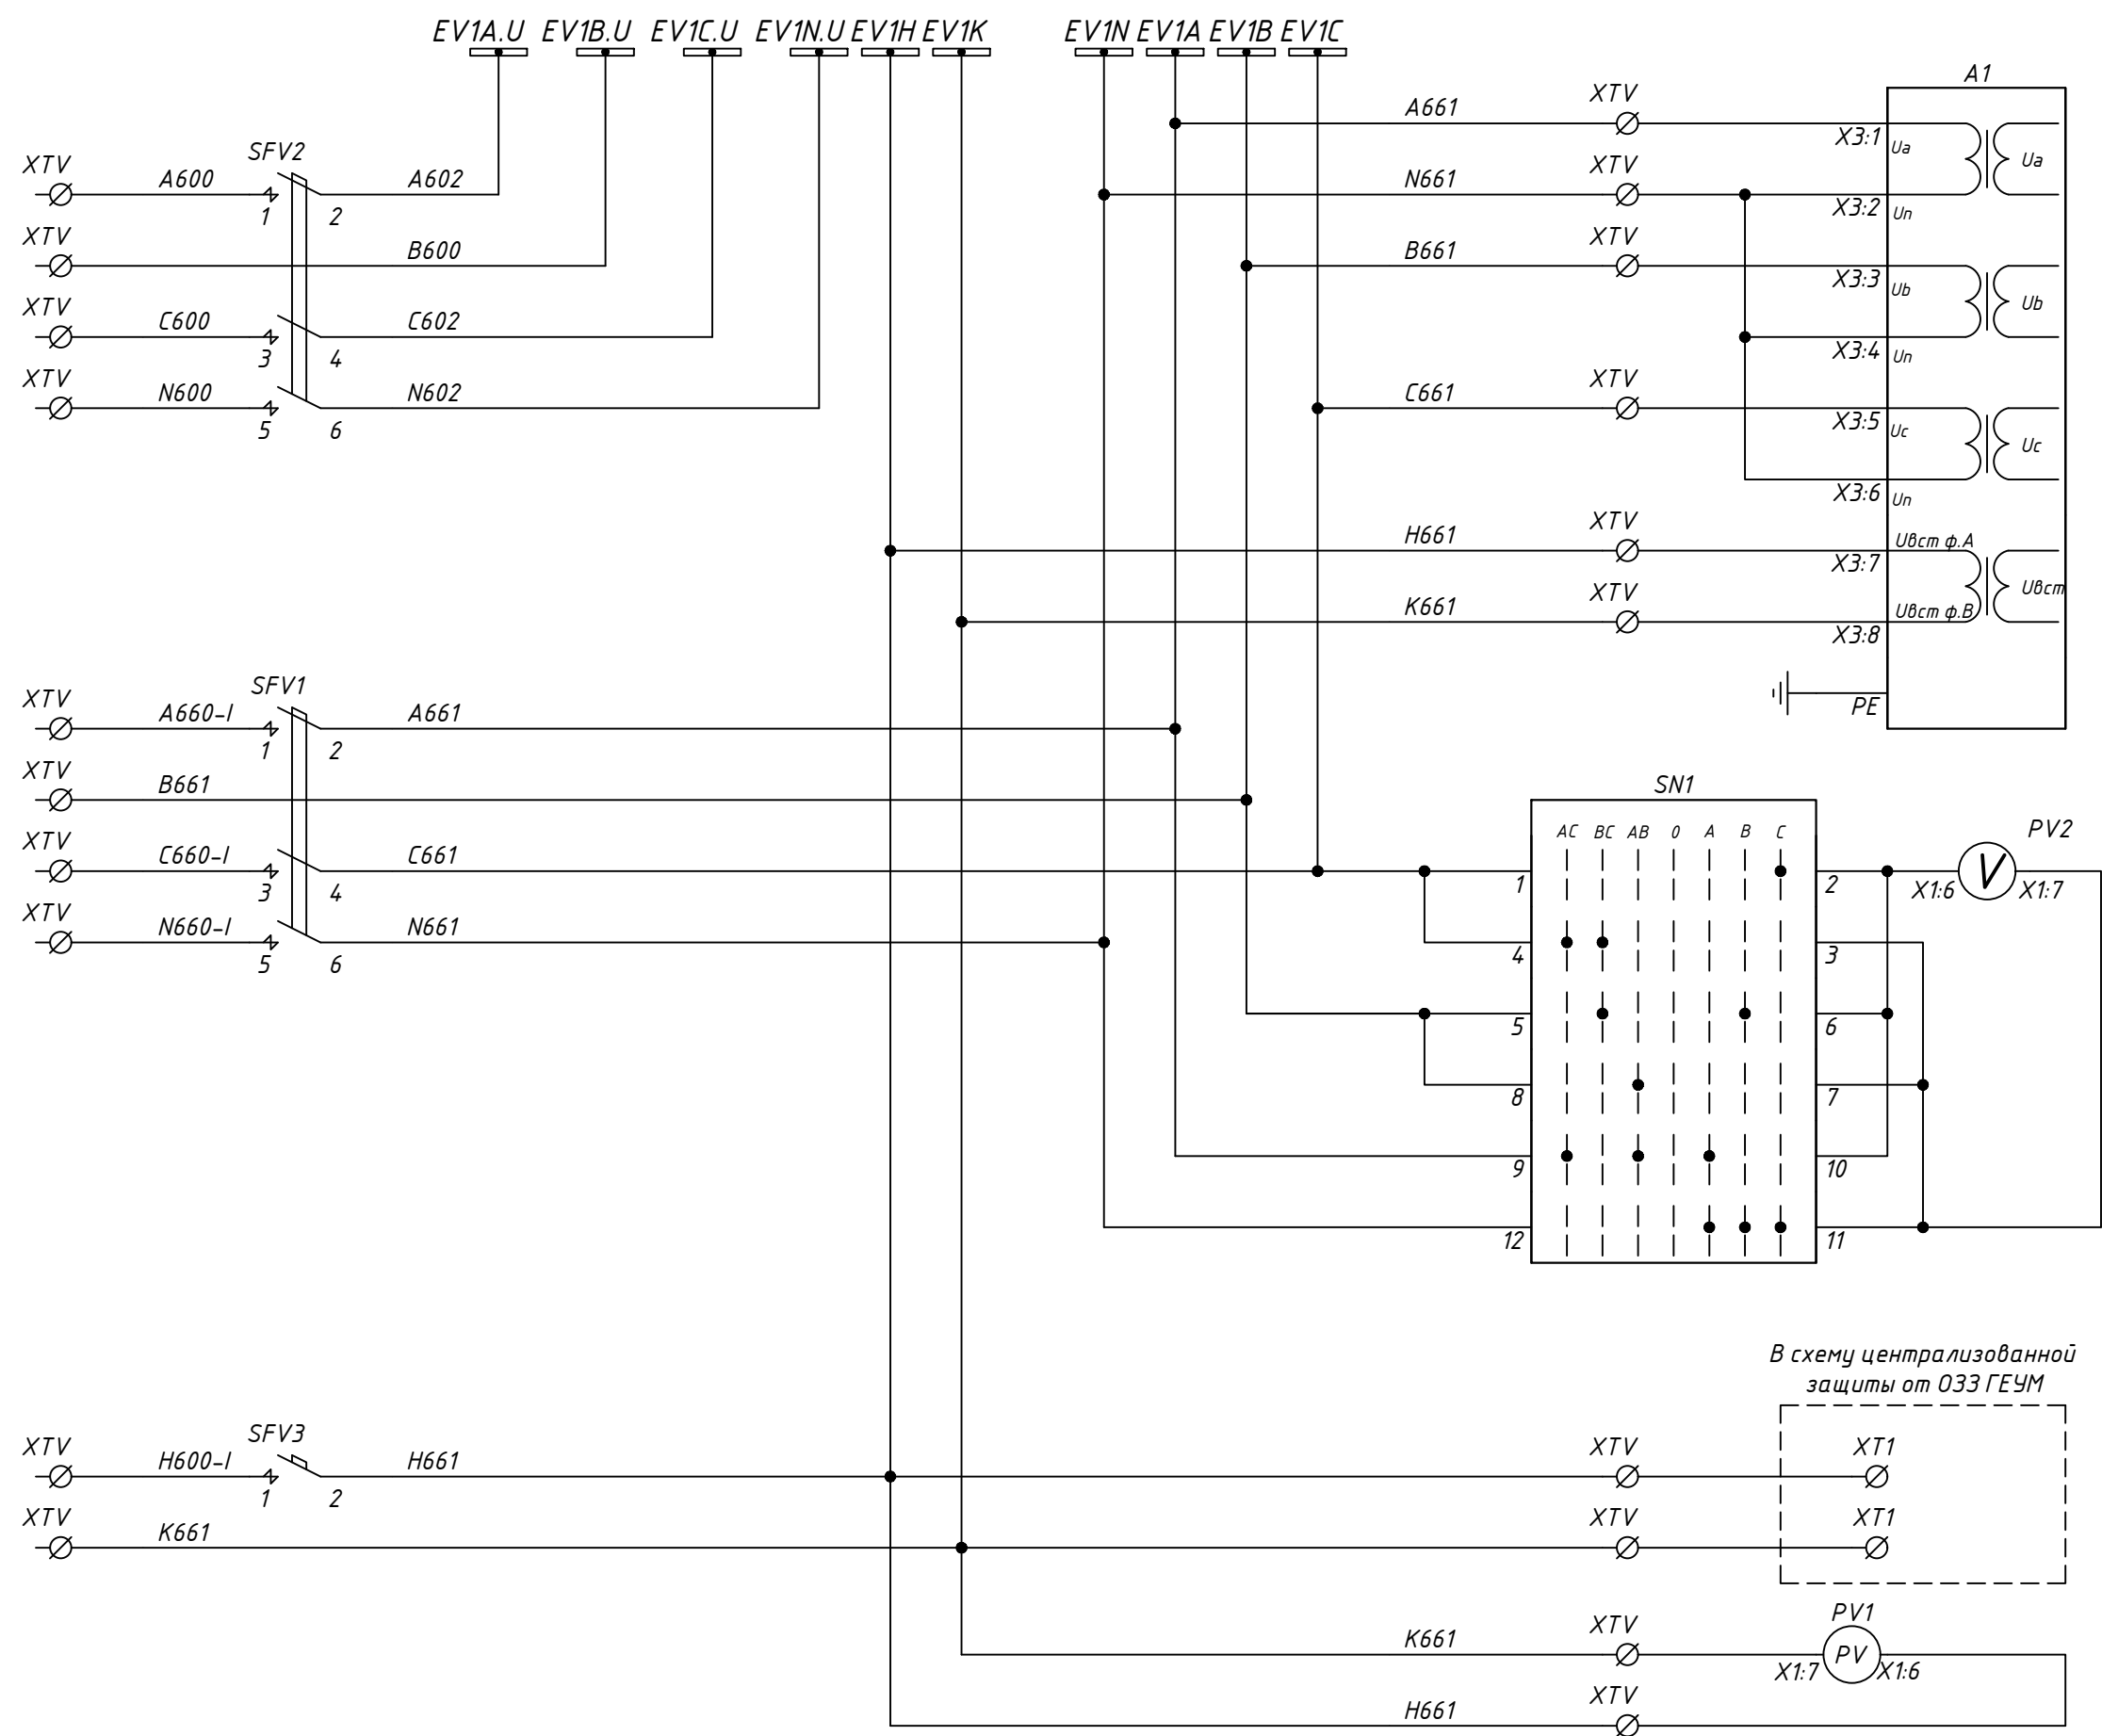 EV1A.U EV1B.U EV1C.U EV1N.U EV1H EV1K EV1N EV1A EV1B EV1C
A1
A661 XTV
X3:1 Ua Ua
SFV2
XTV A600 A602 N661 XTV
1 2 X3:2 Un
XTV B600 B661 XTV
X3:3 Ub Ub
XTV C600 C602
3 4 X3:4 Un
XTV N600 N602 C661 XTV
5 6 X3:5 Uc Uc
X3:6 Un
H661 XTV Uвст ф.А
X3:7
Uвст
K661 XTV Uвст ф.В
X3:8
SFV1
XTV A660-I A661 PE
1 2
XTV B661 SN1
AC BC AB 0 A B C PV2
XTV C660-I C661
3 4 1 2 X1:6 V X1:7
XTV N660-I N661
5 6 4 3
5 6
8 7
9 10
12 11
В схему централизованной
защиты от ОЗЗ ГЕУМ
SFV3
XTV H600-I H661 XTV XT1
1 2
XTV K661 XTV XT1
PV1
K661 XTV PV
X1:7 X1:6
H661 XTV